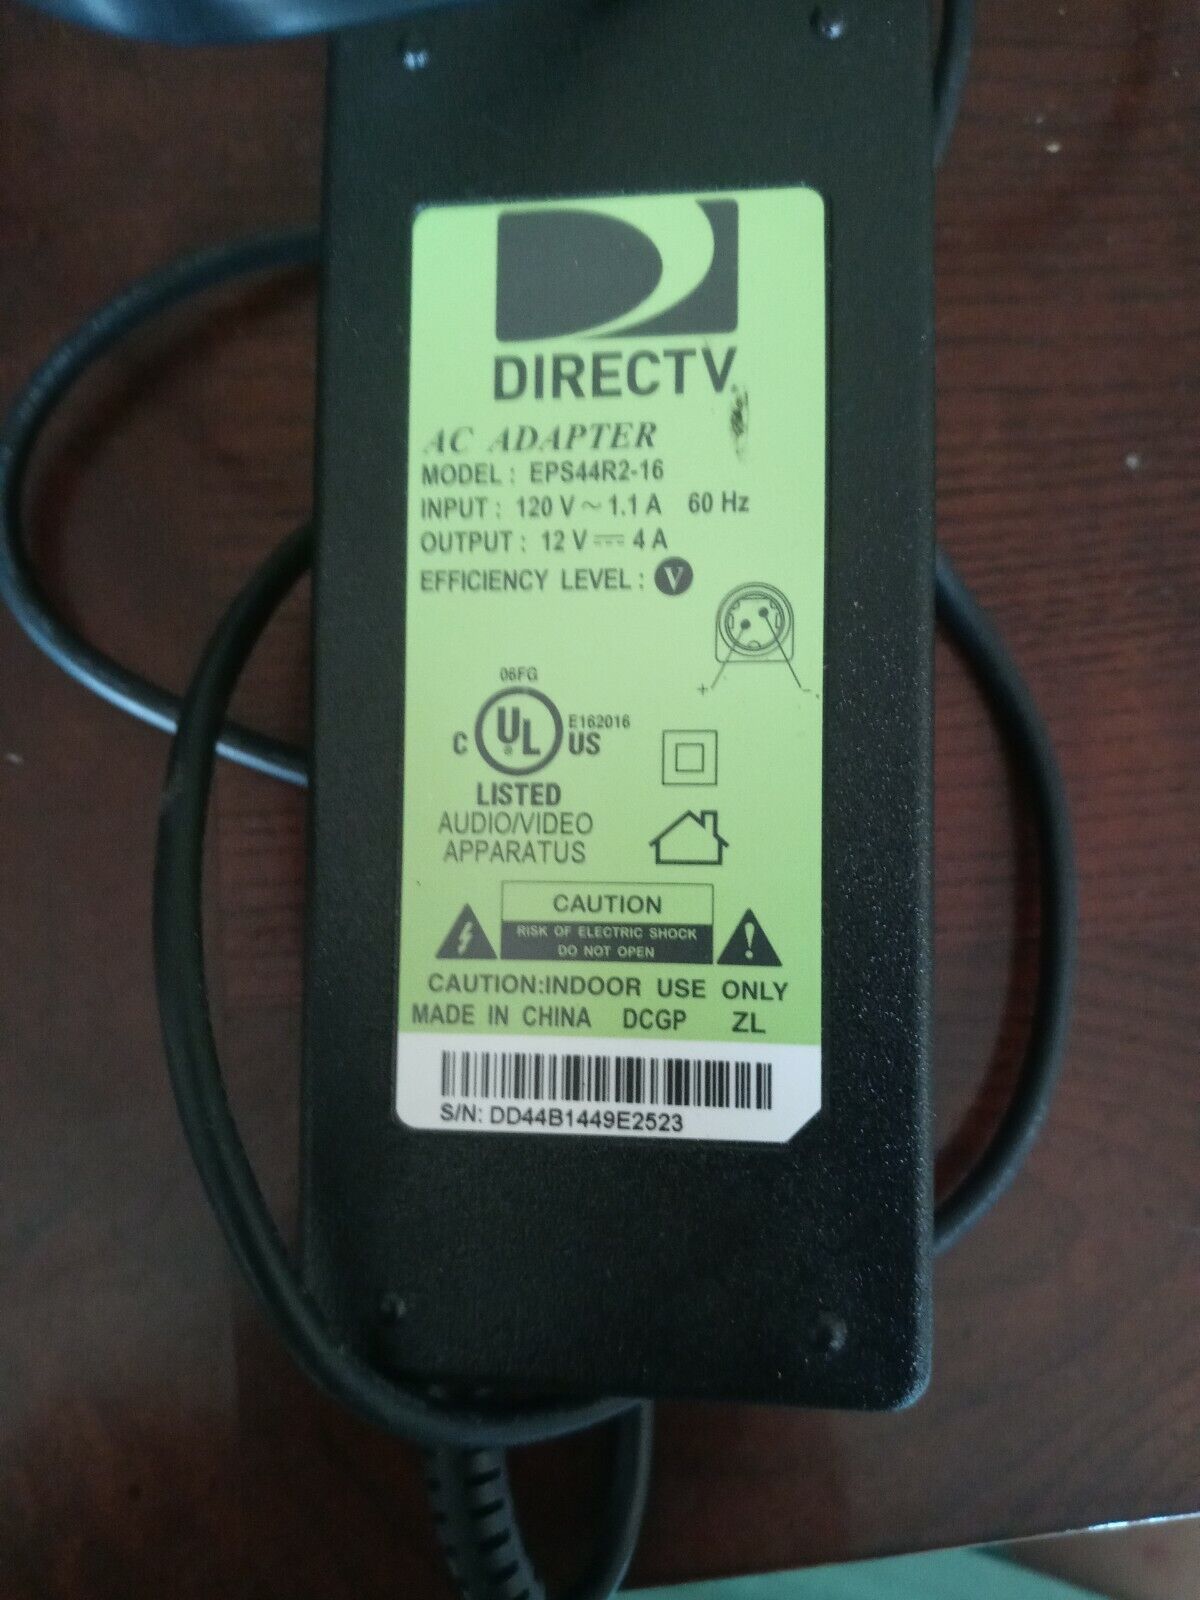 DIRECTV
AC ADAPTER
MODEL : EPS44R2-16
INPUT : 120 V ~ 1.1 A 60 Hz
OUTPUT : 12 V ⎓ 4 A
EFFICIENCY LEVEL : V
+ -
06FG
C UL ® US E162016
LISTED
AUDIO/VIDEO
APPARATUS
CAUTION
RISK OF ELECTRIC SHOCK
DO NOT OPEN
!
CAUTION:INDOOR USE ONLY
MADE IN CHINA DCGP ZL
S/N: DD44B1449E2523